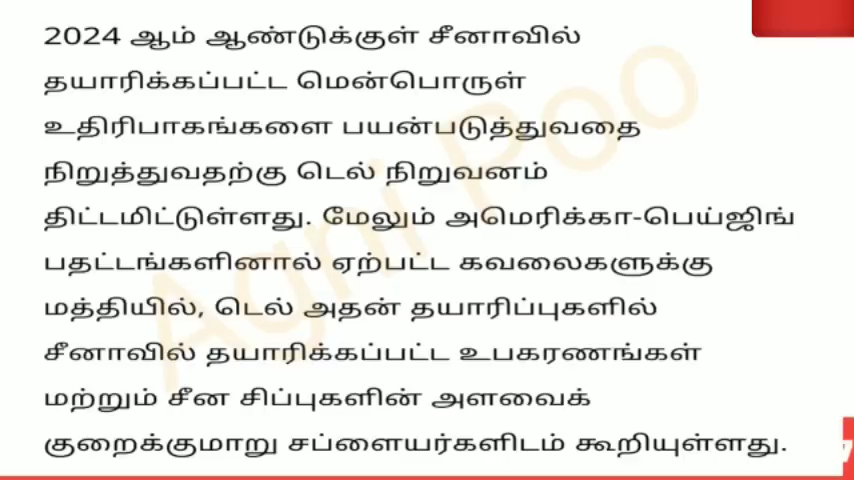 2024 ஆம் ஆண்டுக்குள் சீனாவில்
தயாரிக்கப்பட்ட மென்பொருள்
உதிரிபாகங்களை பயன்படுத்துவதை
நிறுத்துவதற்கு டெல் நிறுவனம்
திட்டமிட்டுள்ளது. மேலும் அமெரிக்கா-பெய்ஜிங்
பதட்டங்களினால் ஏற்பட்ட கவலைகளுக்கு
மத்தியில், டெல் அதன் தயாரிப்புகளில்
சீனாவில் தயாரிக்கப்பட்ட உபகரணங்கள்
மற்றும் சீன சிப்புகளின் அளவைக்
குறைக்குமாறு சப்ளையர்களிடம் கூறியுள்ளது.
Agni Poo